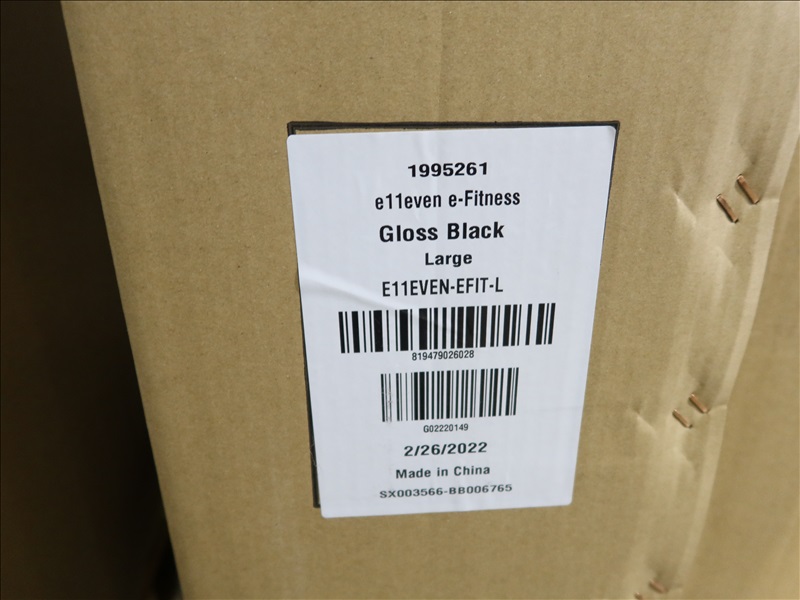 1995261
e11even e-Fitness
Gloss Black
Large
E11EVEN-EFIT-L
819479026028
G02220149
2/26/2022
Made in China
SX003566-BB006765